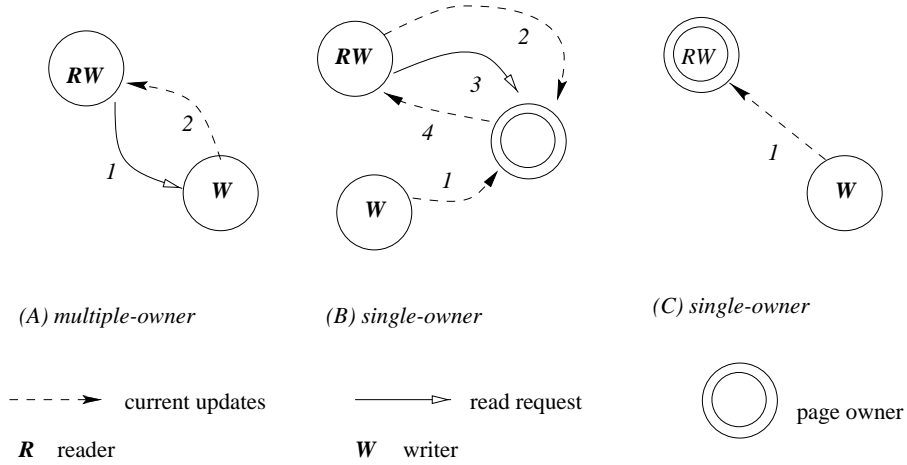 RW
2
1
W
RW
2
3
4
1
W
RW
1
W
(A) multiple-owner
(B) single-owner
(C) single-owner
current updates
read request
page owner
R reader
W writer